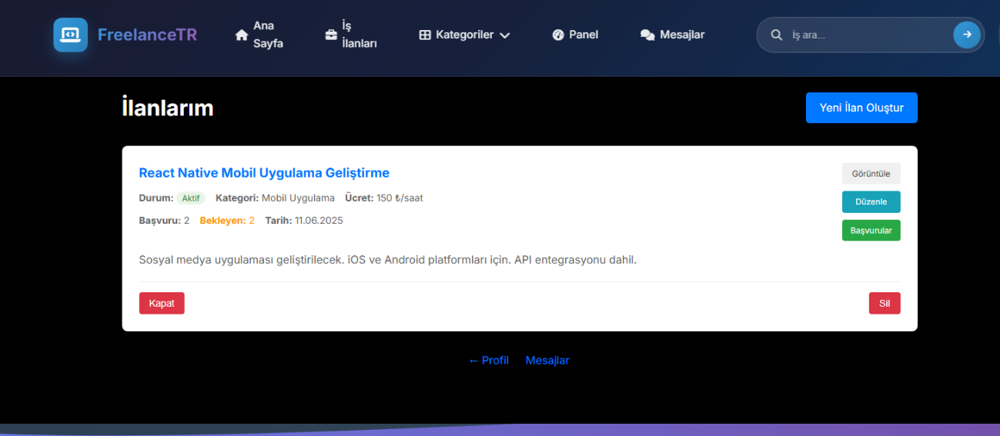 FreelanceTR
Ana Sayfa
İş İlanları
Kategoriler
Panel
Mesajlar
İş ara...
İlanlarım
Yeni İlan Oluştur
React Native Mobil Uygulama Geliştirme
Görüntüle
Durum: Aktif Kategori: Mobil Uygulama Ücret: 150 ₺/saat
Düzenle
Başvuru: 2 Bekleyen: 2 Tarih: 11.06.2025
Başvurular
Sosyal medya uygulaması geliştirilecek. iOS ve Android platformları için. API entegrasyonu dahil.
Kapat
Sil
← Profil
Mesajlar